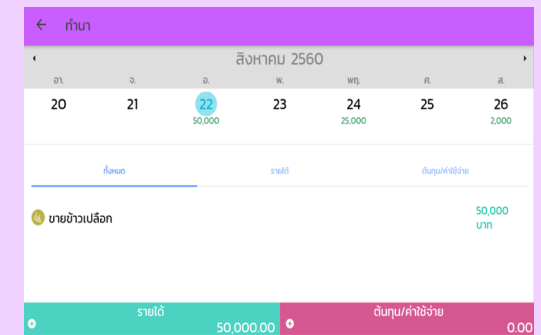 ทำนา
สิงหาคม 2560
อา. จ. อ. พ. พฤ. ศ. ส.
20 21 22 23 24 25 26
50,000 25,000 2,000
ทั้งหมด รายได้ ต้นทุน/ค่าใช้จ่าย
ขายข้าวเปลือก 50,000
บาท
รายได้ ต้นทุน/ค่าใช้จ่าย
50,000.00 0.00